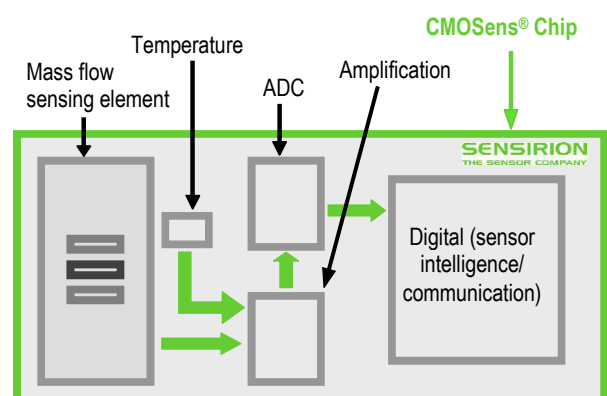 CMOSens® Chip
Temperature
Mass flow
sensing element
ADC
Amplification
SENSIRION
THE SENSOR COMPANY
Digital (sensor
intelligence/
communication)